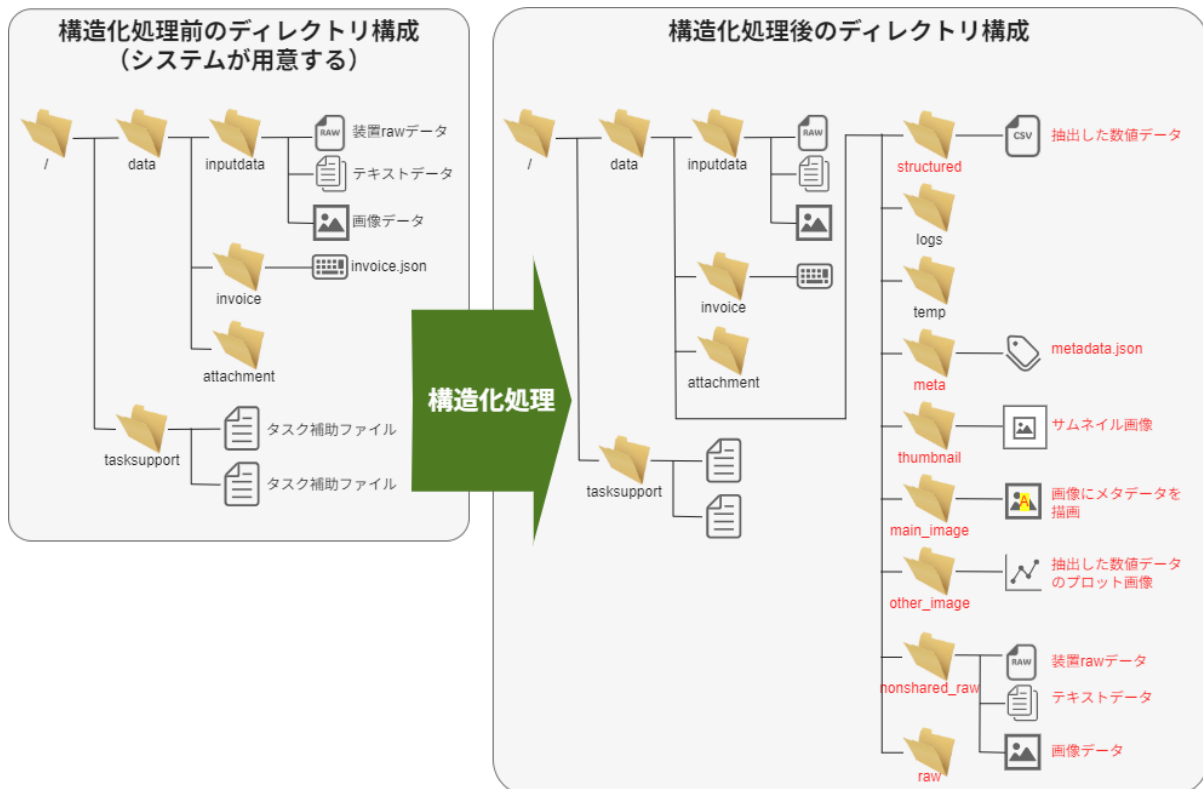 構造化処理前のディレクトリ構成
（システムが用意する）
/
data
inputdata
RAW
装置rawデータ
テキストデータ
画像データ
invoice
invoice.json
attachment
tasksupport
タスク補助ファイル
タスク補助ファイル
構造化処理
構造化処理後のディレクトリ構成
/
data
inputdata
RAW
invoice
attachment
tasksupport
structured
CSV
抽出した数値データ
logs
temp
meta
metadata.json
thumbnail
サムネイル画像
main_image
A
画像にメタデータを
描画
other_image
抽出した数値データ
のプロット画像
nonshared_raw
RAW
装置rawデータ
テキストデータ
画像データ
raw